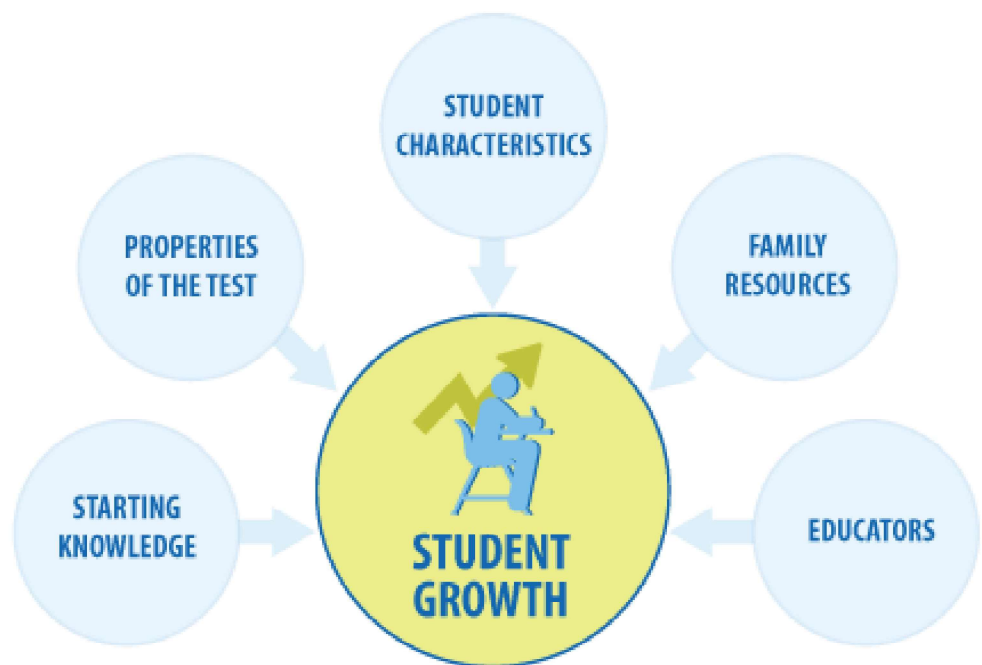 STUDENT
CHARACTERISTICS
PROPERTIES
OF THE TEST
FAMILY
RESOURCES
STARTING
KNOWLEDGE
EDUCATORS
STUDENT
GROWTH